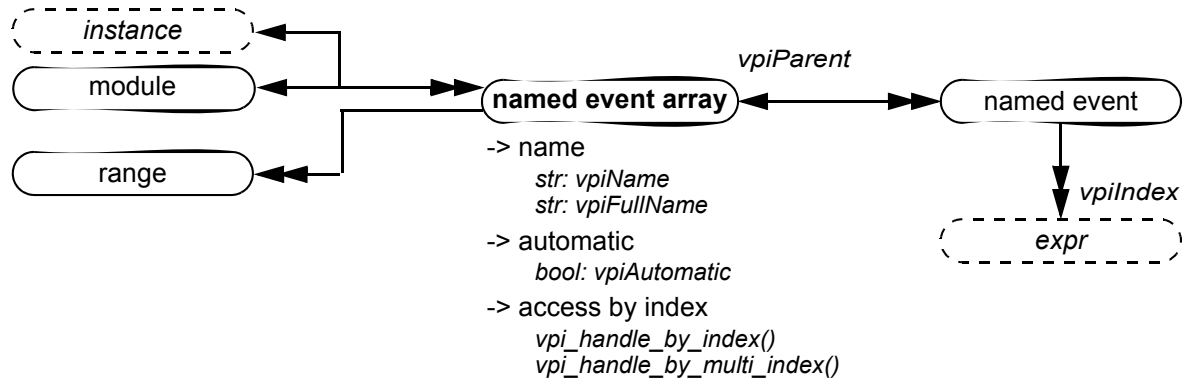 instance
module
range
vpiParent
named event array
named event
-> name
str: vpiName
str: vpiFullName
-> automatic
bool: vpiAutomatic
-> access by index
vpi_handle_by_index()
vpi_handle_by_multi_index()
vpiIndex
expr